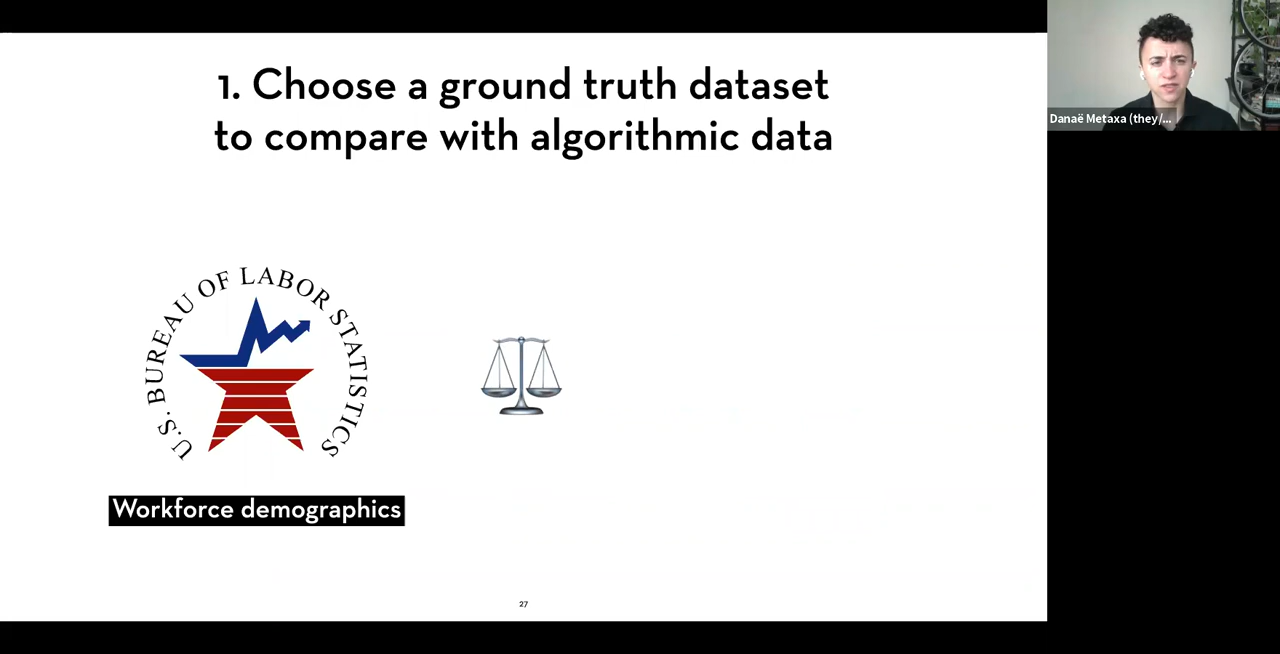 1. Choose a ground truth dataset
to compare with algorithmic data
U.S. BUREAU OF LABOR STATISTICS
Workforce demographics
27
Danaë Metaxa (they/...